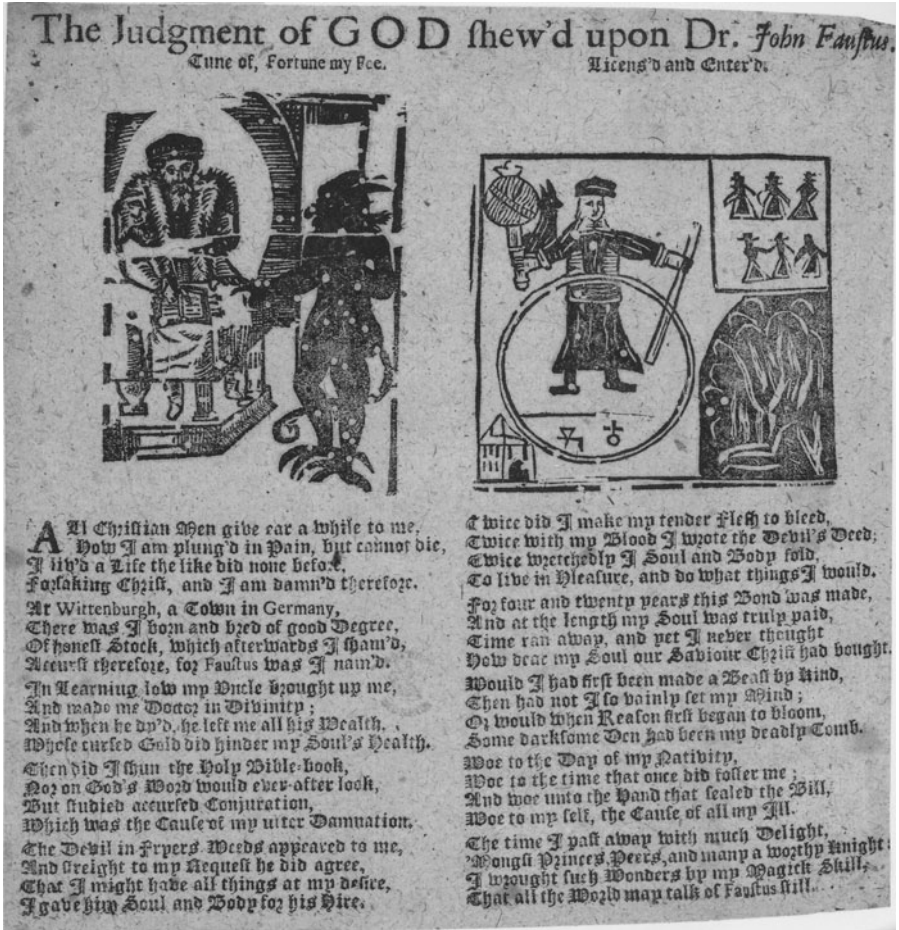 The Judgment of GOD shew'd upon Dr. John Faustus.
Tune of, Fortune my Foe.
Licens'd and Enter'd.
All Christian Men give ear a while to me,
How I am plung'd in Pain, but cannot die,
I liv'd a Life the like did none before,
Forsaking Christ, and I am damn'd therefore.
At Wittenburgh, a Town in Germany,
There was I born and bred of good Degree,
Of honest Stock, which afterwards I sham'd,
Accurst therefore, for Faustus was I nam'd.
In Learning low my Uncle brought up me,
And made me Doctor in Divinity;
And when he dy'd, he left me all his Wealth,
Whose cursed Gold did hinder my Soul's Health.
Then did I shun the Holy Bible-book,
Nor on God's Word would ever-after look,
But studied accursed Conjuration,
Which was the Cause of my utter Damnation.
The Devil in Fryers Weeds appeared to me,
And streight to my Request he did agree,
That I might have all things at my desire,
I gave him Soul and Body for his Hire.
Twice did I make my tender Flesh to bleed,
Twice with my Blood I wrote the Devil's Deed;
Twice wretchedly I Soul and Body sold,
To live in Pleasure, and do what things I would.
For four and twenty years this Bond was made,
And at the length my Soul was truly paid,
Time ran away, and yet I never thought
How dear my Soul our Saviour Christ had bought.
Would I had first been made a Beast by Kind,
Then had not I so vainly set my Mind;
Or would when Reason first began to bloom,
Some darksome Den had been my deadly Tomb.
Woe to the Day of my Nativity,
Woe to the time that once did foster me;
And woe unto the Hand that sealed the Bill,
Woe to my self, the Cause of all my Ill.
The time I past away with much Delight,
'Mongst Princes, Peers, and many a worthy Knight:
I wrought such Wonders by my Magick Skill,
That all the World may talk of Faustus still.